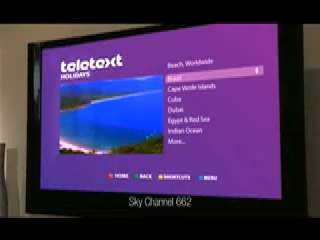 teletext
HOLIDAYS
Beach, Worldwide
Brazil
Cape Verde Islands
Cuba
Dubai
Egypt & Red Sea
Indian Ocean
More...
HOME
BACK
SHORTCUTS
MENU
Sky Channel 662